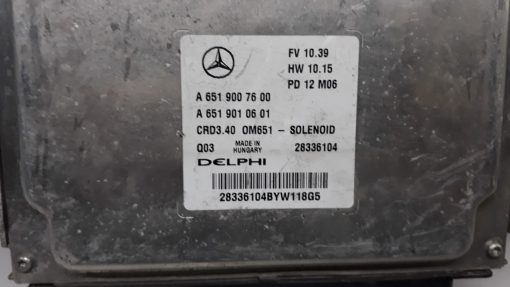 FV 10.39
HW 10.15
PD 12 M06
A 651 900 76 00
A 651 901 06 01
CRD3.40 OM651 - SOLENOID
Q03 MADE IN HUNGARY 28336104
DELPHI
28336104BYW118G5